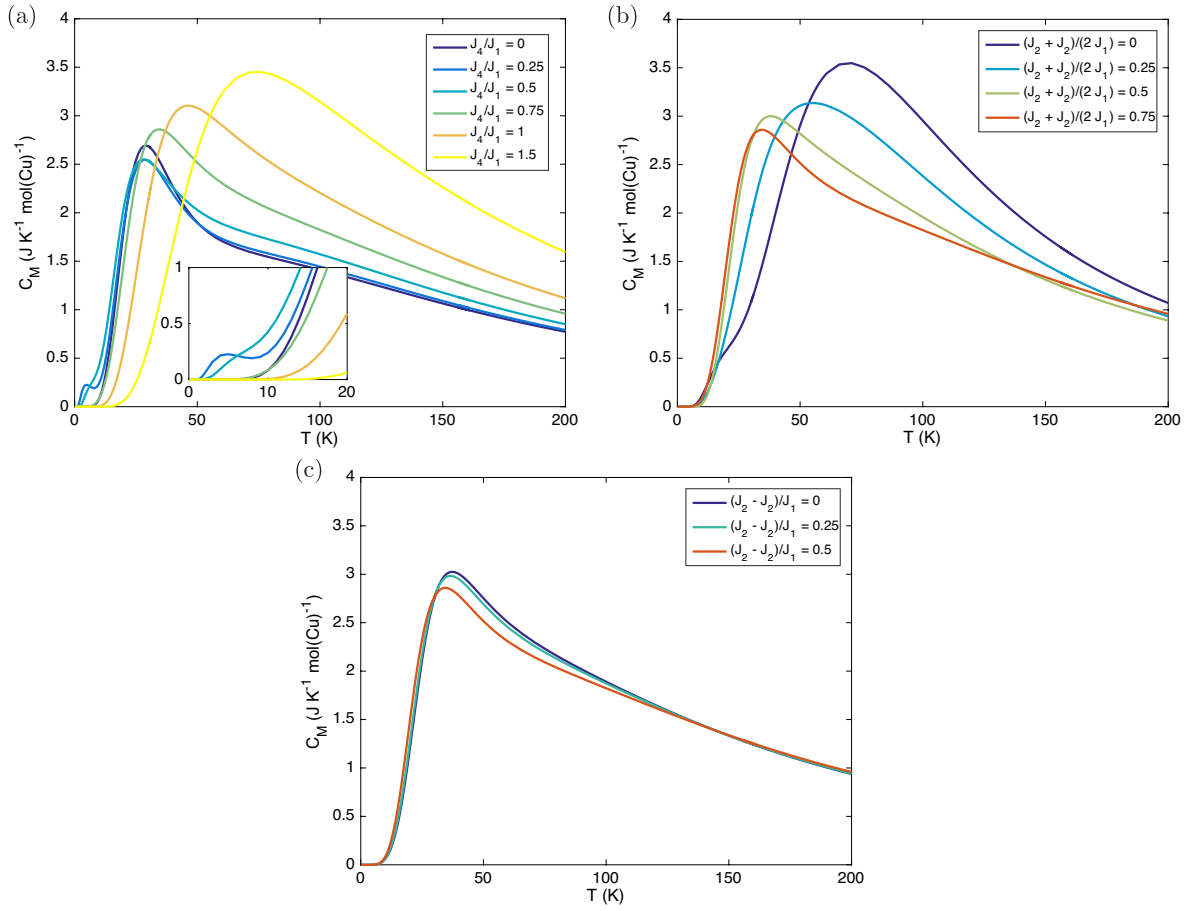 (a)
4
3.5
3
2.5
2
1.5
1
0.5
0
C_M (J K^-1 mol(Cu)^-1)
J_4/J_1 = 0
J_4/J_1 = 0.25
J_4/J_1 = 0.5
J_4/J_1 = 0.75
J_4/J_1 = 1
J_4/J_1 = 1.5
1
0.5
0
0 10 20
0 50 100 150 200
T (K)
(b)
4
3.5
3
2.5
2
1.5
1
0.5
0
C_M (J K^-1 mol(Cu)^-1)
(J_2 + J_2)/(2 J_1) = 0
(J_2 + J_2)/(2 J_1) = 0.25
(J_2 + J_2)/(2 J_1) = 0.5
(J_2 + J_2)/(2 J_1) = 0.75
0 50 100 150 200
T (K)
(c)
4
3.5
3
2.5
2
1.5
1
0.5
0
C_M (J K^-1 mol(Cu)^-1)
(J_2 - J_2)/J_1 = 0
(J_2 - J_2)/J_1 = 0.25
(J_2 - J_2)/J_1 = 0.5
0 50 100 150 200
T (K)